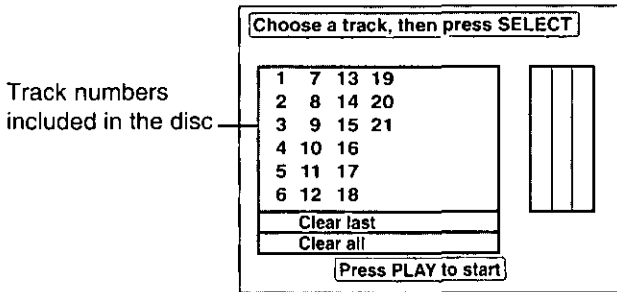 Choose a track, then press SELECT
Track numbers
included in the disc
1 7 13 19
2 8 14 20
3 9 15 21
4 10 16
5 11 17
6 12 18
Clear last
Clear all
Press PLAY to start